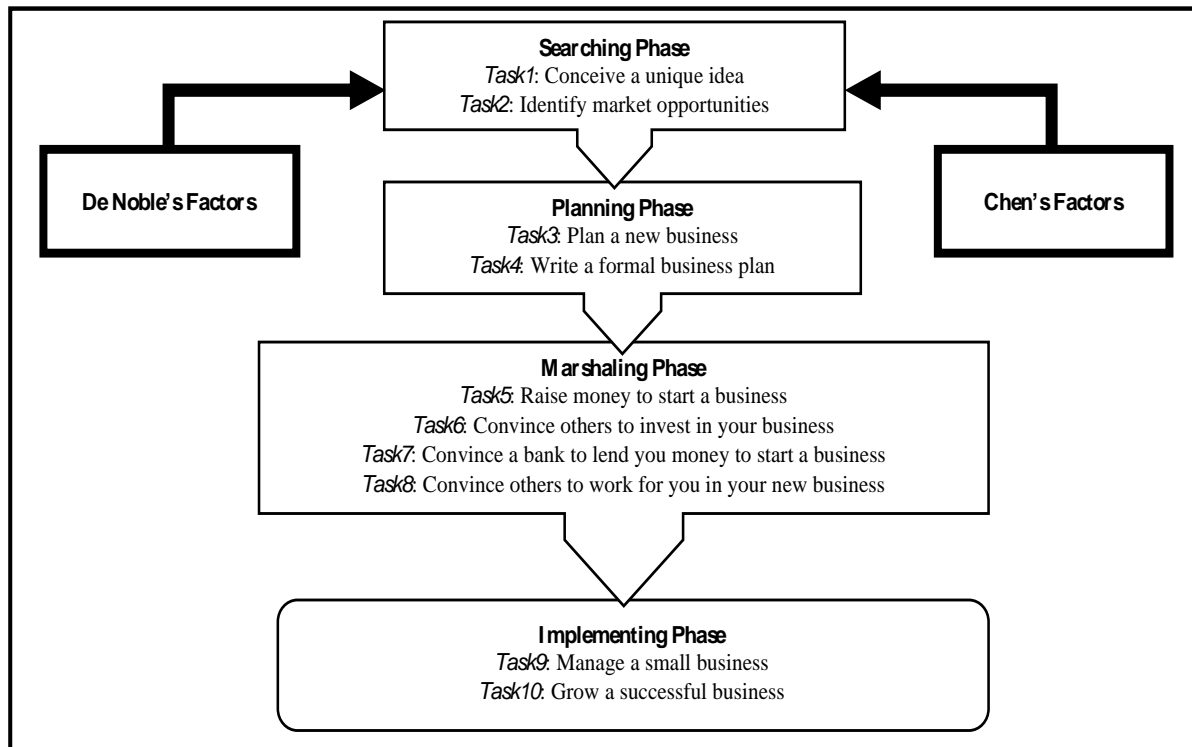 Searching Phase
Task1: Conceive a unique idea
Task2: Identify market opportunities
De Noble's Factors
Chen's Factors
Planning Phase
Task3: Plan a new business
Task4: Write a formal business plan
Marshaling Phase
Task5: Raise money to start a business
Task6: Convince others to invest in your business
Task7: Convince a bank to lend you money to start a business
Task8: Convince others to work for you in your new business
Implementing Phase
Task9: Manage a small business
Task10: Grow a successful business